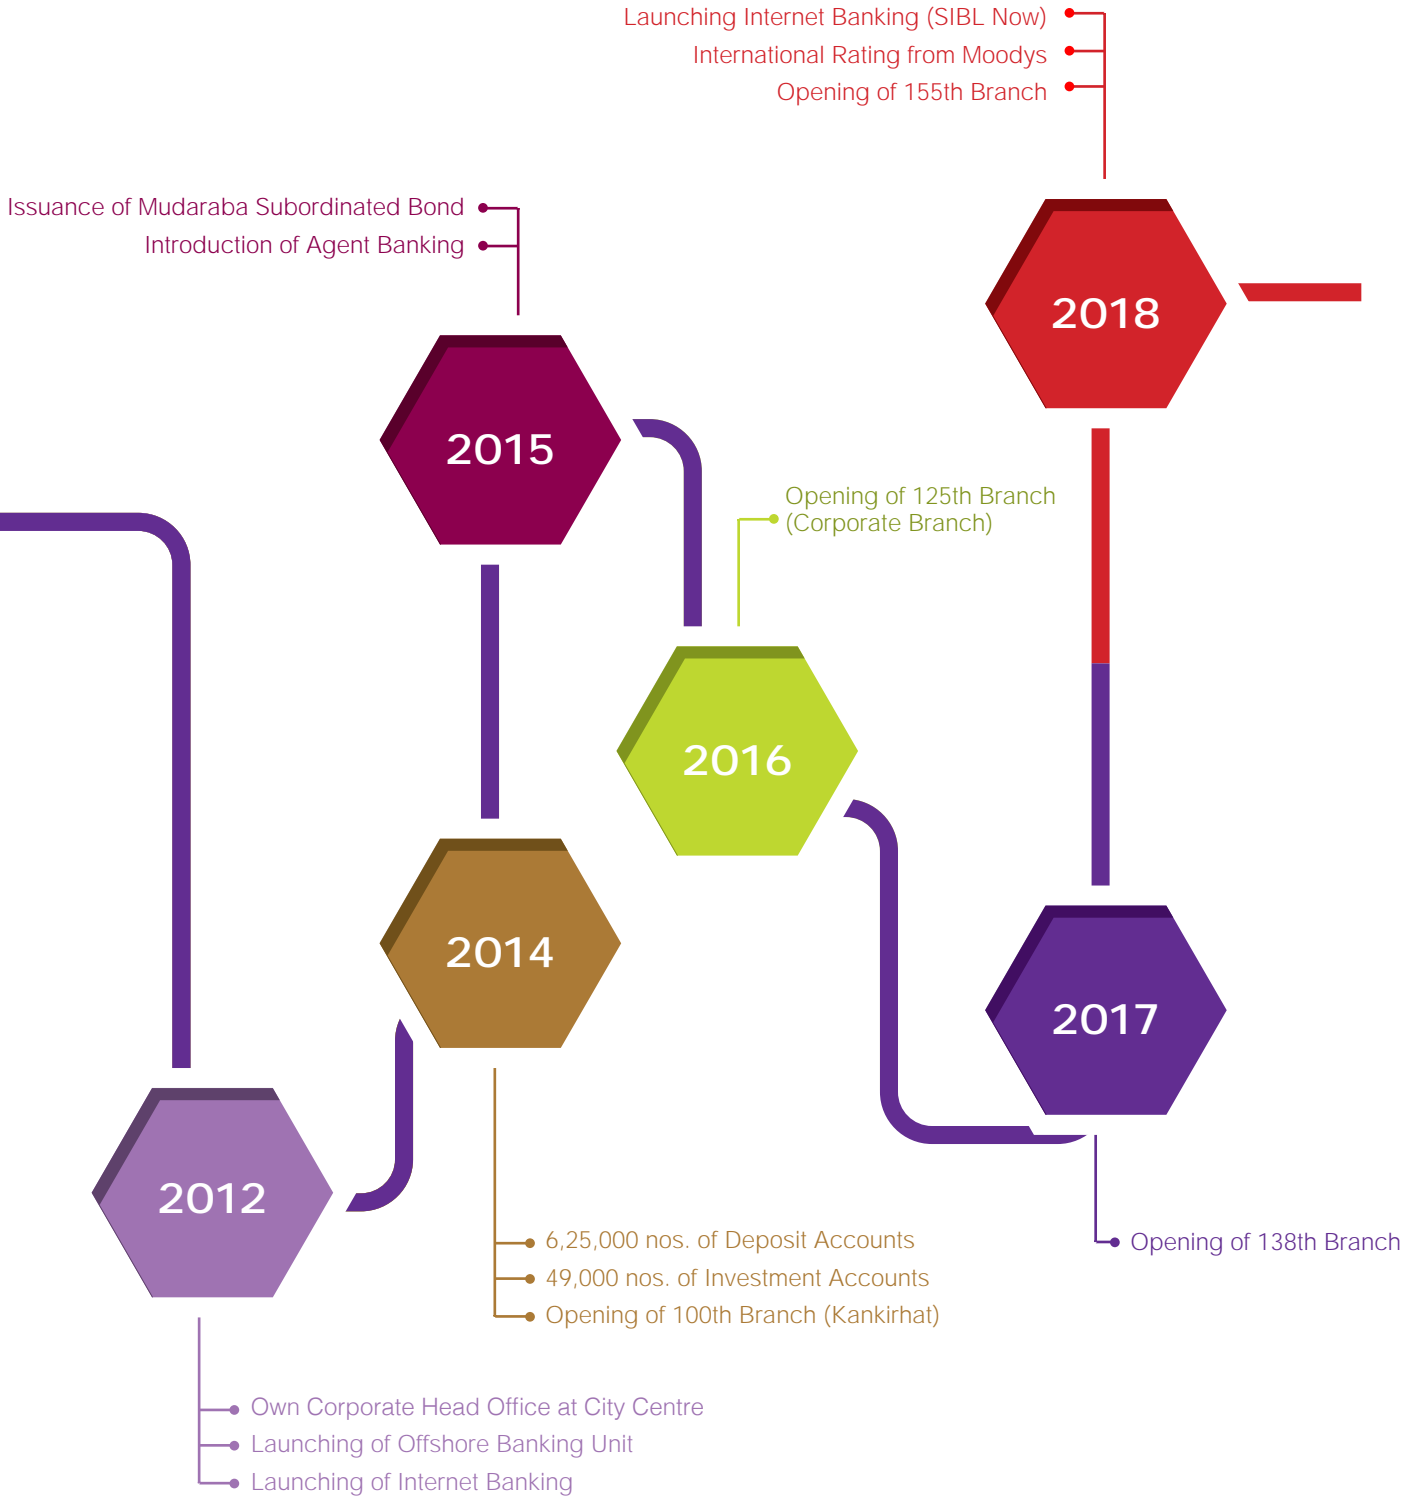 Launching Internet Banking (SIBL Now)
International Rating from Moodys
Opening of 155th Branch
2018
Issuance of Mudaraba Subordinated Bond
Introduction of Agent Banking
2015
Opening of 125th Branch
(Corporate Branch)
2016
2014
6,25,000 nos. of Deposit Accounts
49,000 nos. of Investment Accounts
Opening of 100th Branch (Kankirhat)
2017
Opening of 138th Branch
2012
Own Corporate Head Office at City Centre
Launching of Offshore Banking Unit
Launching of Internet Banking